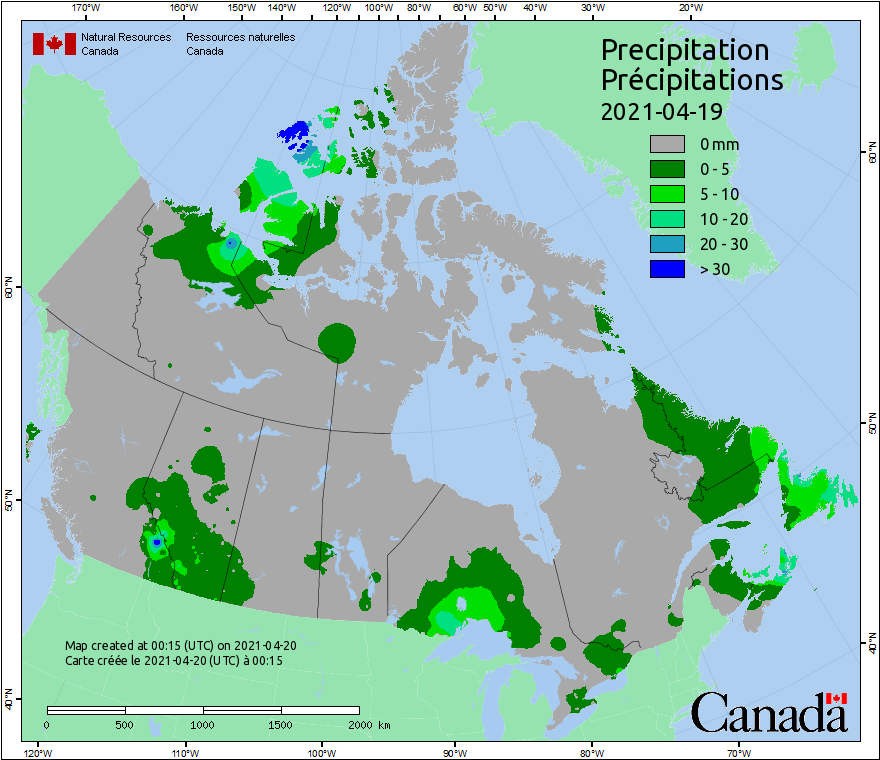 170°W 160°W 150°W 140°W 120°W 100°W 80°W 60°W 50°W 40°W 30°W 20°W
Natural Resources Ressources naturelles
Canada Canada
Precipitation
Précipitations
2021-04-19
0 mm
0 - 5
5 - 10
10 - 20
20 - 30
> 30
60°N
60°N
50°N
50°N
40°N
40°N
Map created at 00:15 (UTC) on 2021-04-20
Carte créée le 2021-04-20 (UTC) à 00:15
0 500 1000 1500 2000 km
Canada
120°W 110°W 100°W 90°W 80°W 70°W